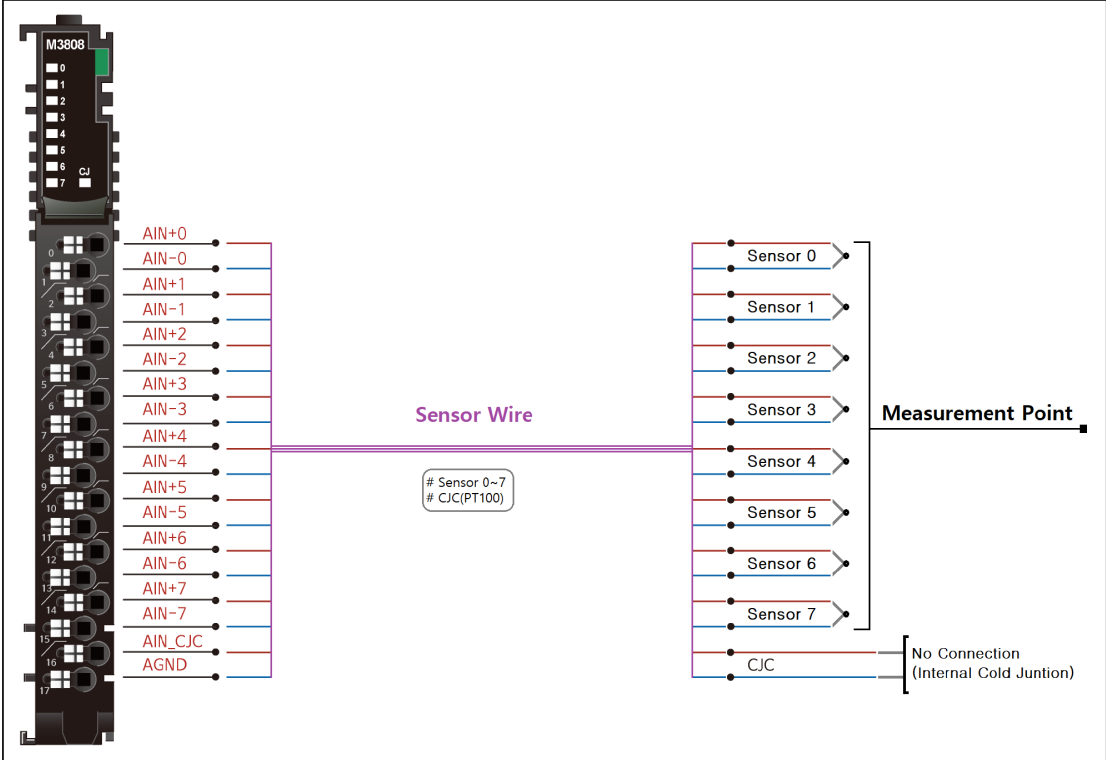 M3808
0
1
2
3
4
5
6
7
CJ
0
1
2
3
4
5
6
7
8
9
10
11
12
13
14
15
16
17
AIN+0
AIN-0
AIN+1
AIN-1
AIN+2
AIN-2
AIN+3
AIN-3
AIN+4
AIN-4
AIN+5
AIN-5
AIN+6
AIN-6
AIN+7
AIN-7
AIN_CJC
AGND
Sensor Wire
# Sensor 0~7
# CJC(PT100)
Sensor 0
Sensor 1
Sensor 2
Sensor 3
Sensor 4
Sensor 5
Sensor 6
Sensor 7
CJC
Measurement Point
No Connection
(Internal Cold Juntion)